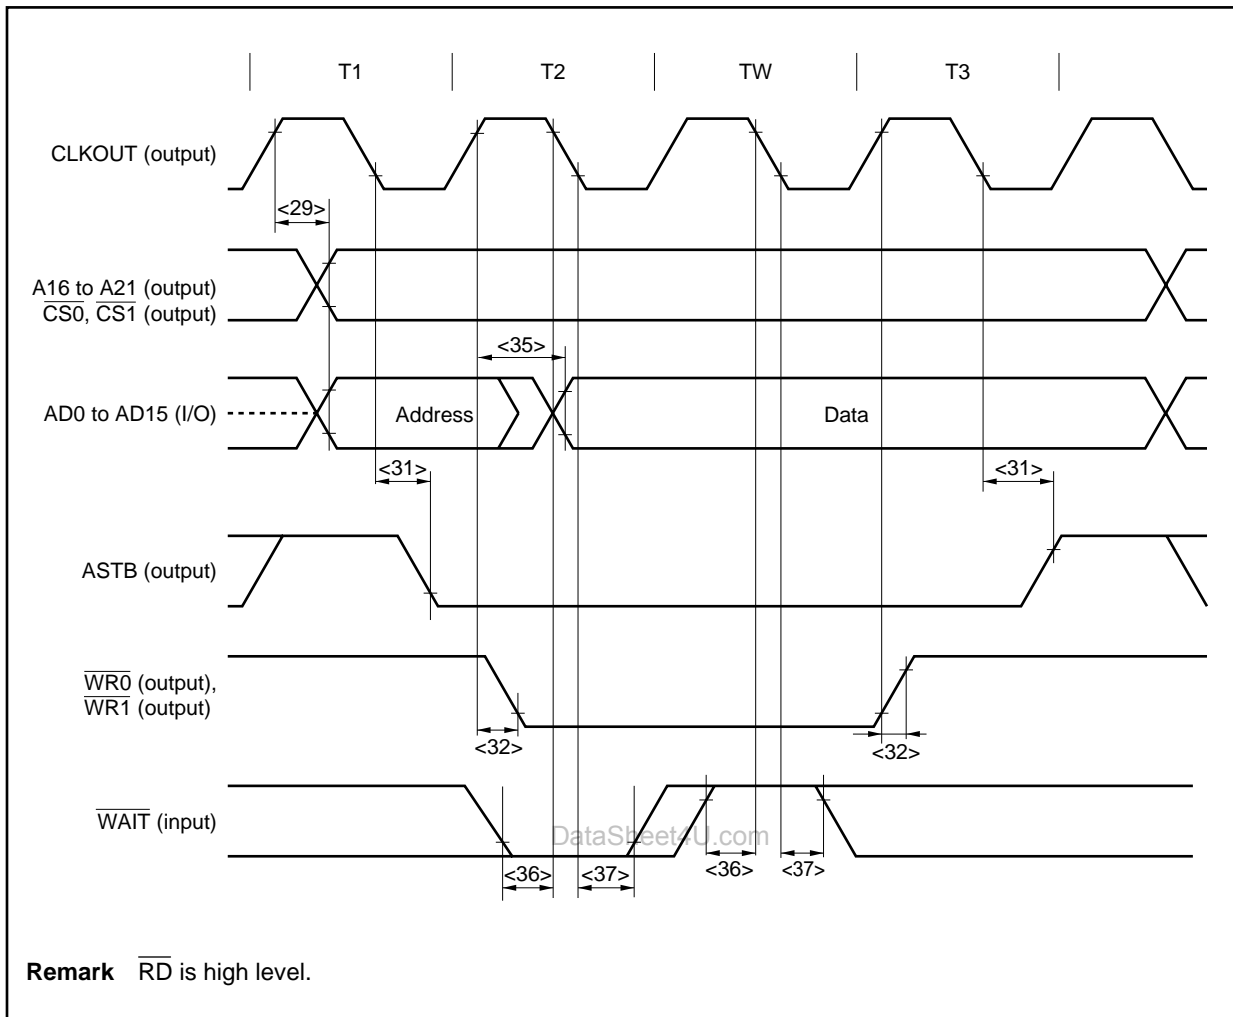 T1 T2 TW T3
CLKOUT (output)
<29>
A16 to A21 (output)
CS0, CS1 (output)
<35>
AD0 to AD15 (I/O)
Address
Data
<31>
<31>
ASTB (output)
WR0 (output),
WR1 (output)
<32>
<32>
WAIT (input)
DataSheet4U.com
<36>
<37>
<36>
<37>
Remark RD is high level.